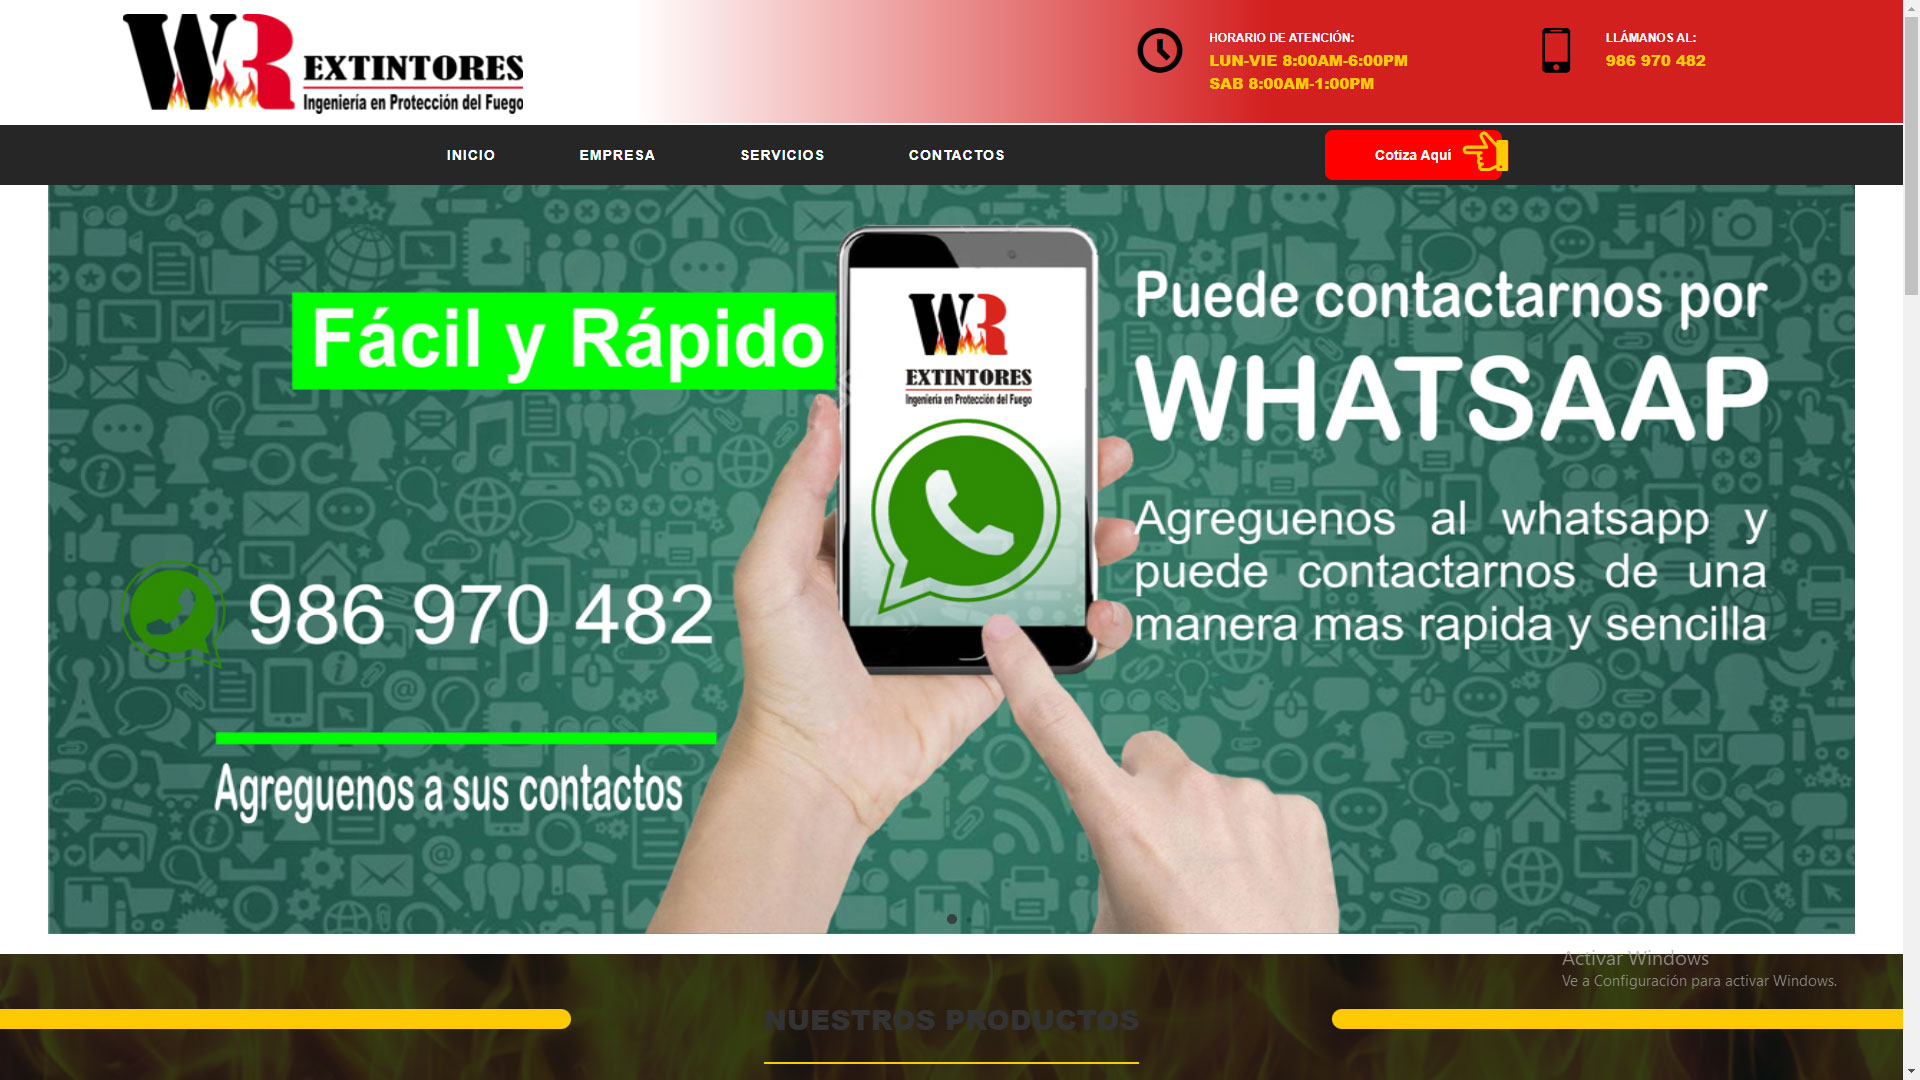 WR
EXTINTORES
Ingeniería en Protección del Fuego
HORARIO DE ATENCIÓN:
LUN-VIE 8:00AM-6:00PM
SAB 8:00AM-1:00PM
LLÁMANOS AL:
986 970 482
INICIO
EMPRESA
SERVICIOS
CONTACTOS
Cotiza Aquí
Fácil y Rápido
986 970 482
Agreguenos a sus contactos
WR
EXTINTORES
Ingeniería en Protección del Fuego
Puede contactarnos por
WHATSAAP
Agreguenos al whatsapp y
puede contactarnos de una
manera mas rapida y sencilla
Activar Windows
Ve a Configuración para activar Windows.
NUESTROS PRODUCTOS